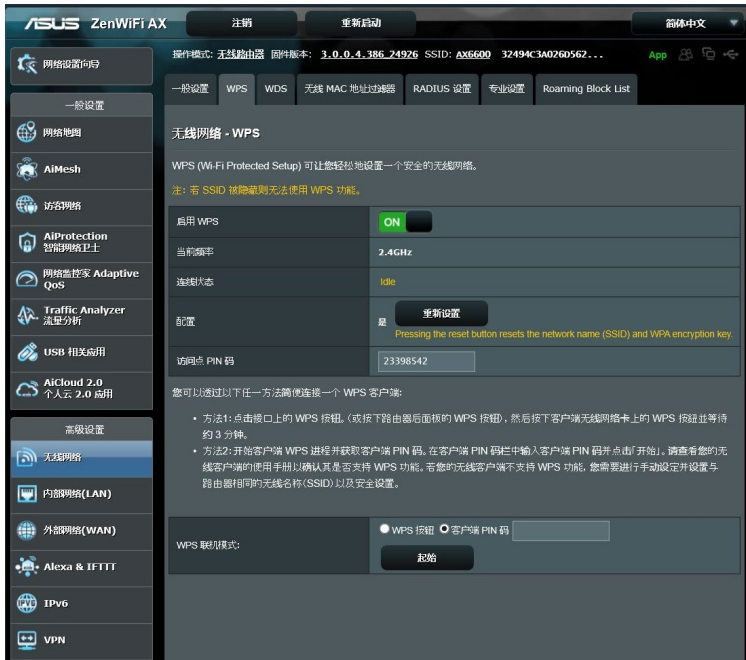 ASUS ZenWiFi AX 注销 重新启动 简体中文
操作模式: 无线路由器 固件版本: 3.0.0.4.386_24926 SSID: AX6600 32494C3A026D562... App
网络设置向导
一般设置 WPS WDS 无线 MAC 地址过滤器 RADIUS 设置 专业设置 Roaming Block List
一般设置
网络地图
AiMesh
访客网络
AiProtection
智能网络卫士
网络监控家 Adaptive
QoS
Traffic Analyzer
流量分析
USB 相关应用
AiCloud 2.0
个人云 2.0 应用
高级设置
无线网络
内部网络(LAN)
外部网络(WAN)
Alexa & IFTTT
IPv6
VPN
无线网络 - WPS
WPS (Wi-Fi Protected Setup) 可让您轻松地设置一个安全的无线网络。
注: 若 SSID 被隐藏则无法使用 WPS 功能。
启用 WPS ON
当前频率 2.4GHz
连线状态 Idle
配置 是 重新设置
Pressing the reset button resets the network name (SSID) and WPA encryption key.
访问点 PIN 码 23398542
您可以透过以下任一方法简便连接一个 WPS 客户端:
• 方法1:点击接口上的 WPS 按钮。(或按下路由器后面板的 WPS 按钮), 然后按下客户端无线网络卡上的 WPS 按鈕並等待
约 3 分钟。
• 方法2:开始客户端 WPS 进程并获取客户端 PIN 码。在客户端 PIN 码栏中输入客户端 PIN 码并点击「开始」。请查看您的无
线客户端的使用手册以确认其是否支持 WPS 功能。若您的无线客户端不支持 WPS 功能, 您需要进行手动设定并设置与
路由器相同的无线名称(SSID)以及安全设置。
WPS 联机模式: WPS 按钮 客户端 PIN 码
起始